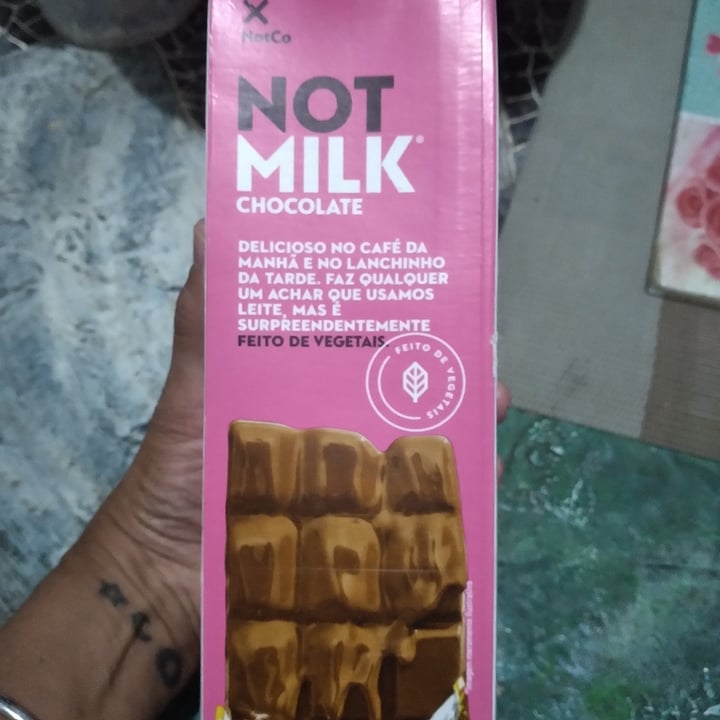 NotCo
NOT
MILK®
CHOCOLATE
DELICIOSO NO CAFÉ DA
MANHÃ E NO LANCHINHO
DA TARDE. FAZ QUALQUER
UM ACHAR QUE USAMOS
LEITE, MAS É
SURPREENDENTEMENTE
FEITO DE VEGETAIS.
FEITO DE VEGETAIS